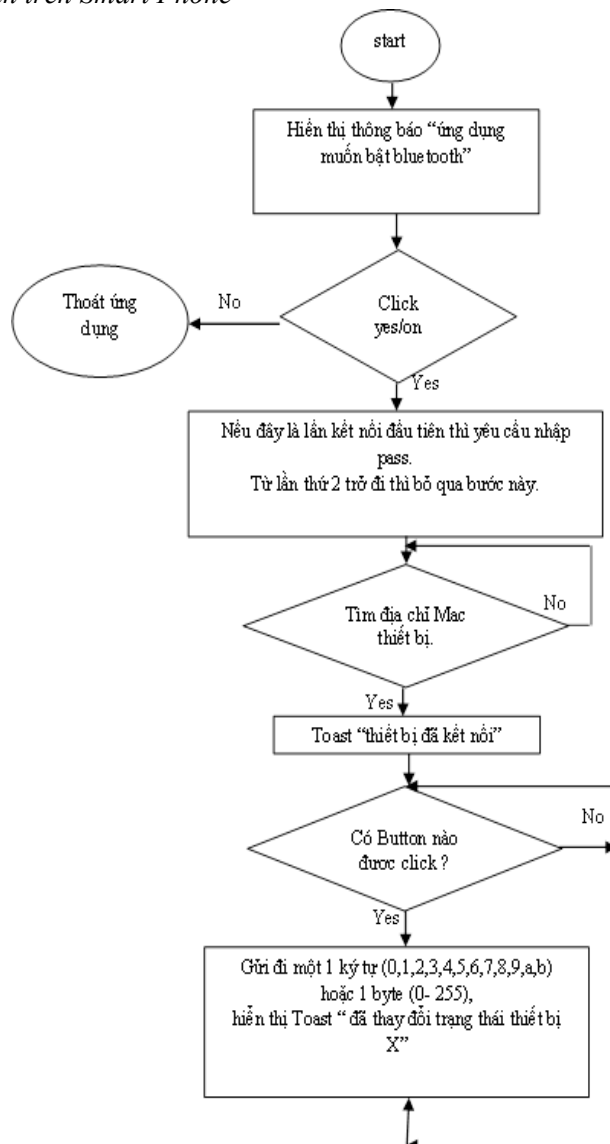 trên Smart Phone
start
Hiển thị thông báo “ứng dụng
muốn bật bluetooth”
Click
yes/on
No
Thoát ứng
dụng
Yes
Nếu đây là lần kết nối đầu tiên thì yêu cầu nhập
pass.
Từ lần thứ 2 trở đi thì bỏ qua bước này.
Tìm địa chỉ Mac
thiết bị.
No
Yes
Toast “thiết bị đã kết nối”
Có Button nào
được click ?
No
Yes
Gửi đi một 1 ký tự (0,1,2,3,4,5,6,7,8,9,a,b)
hoặc 1 byte (0- 255),
hiển thị Toast “ đã thay đổi trạng thái thiết bị
X”